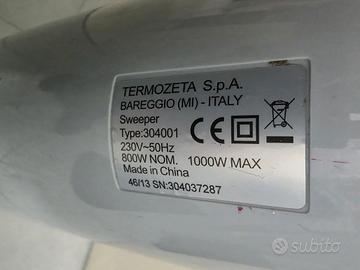 TERMOZETA S.p.A.
BAREGGIO (MI) - ITALY
Sweeper
Type:304001
230V~50Hz
800W NOM. 1000W MAX
Made in China
46/13 SN:304037287
CE
subito